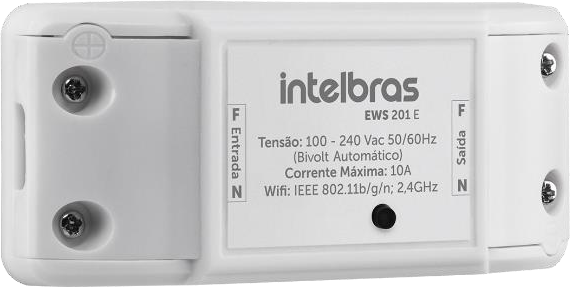 intelbras
EWS 201 E
F Entrada N
Tensão: 100 - 240 Vac 50/60Hz
(Bivolt Automático)
Corrente Máxima: 10A
Wifi: IEEE 802.11b/g/n; 2,4GHz
F Saída N